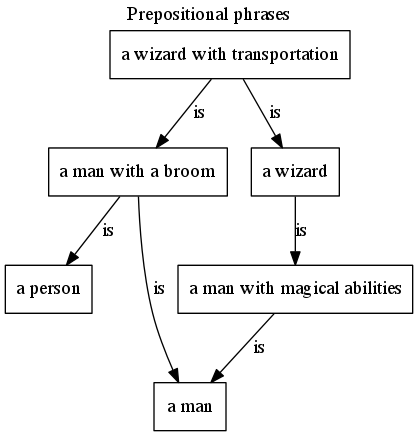 Prepositional phrases
a wizard with transportation
is
is
a man with a broom
a wizard
is
is
a person
is
a man with magical abilities
is
a man